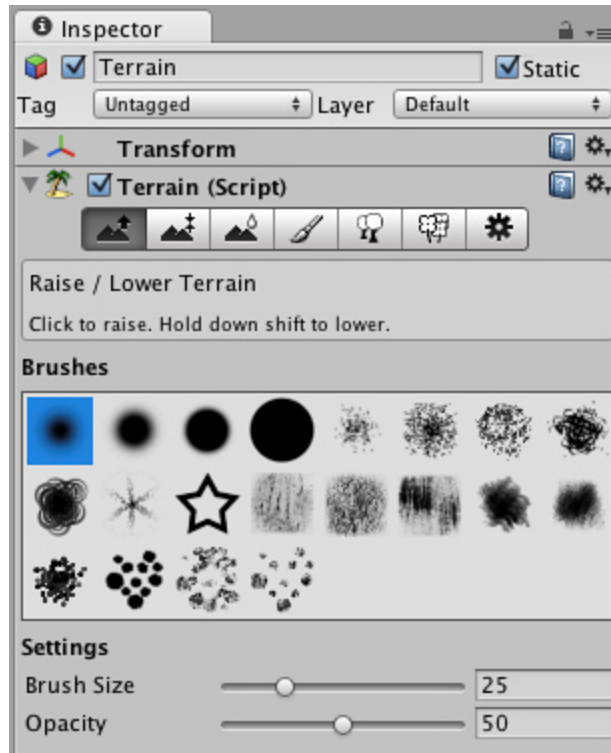 Inspector
Terrain Static
Tag Untagged Layer Default
Transform
Terrain (Script)
Raise / Lower Terrain
Click to raise. Hold down shift to lower.
Brushes
Settings
Brush Size 25
Opacity 50